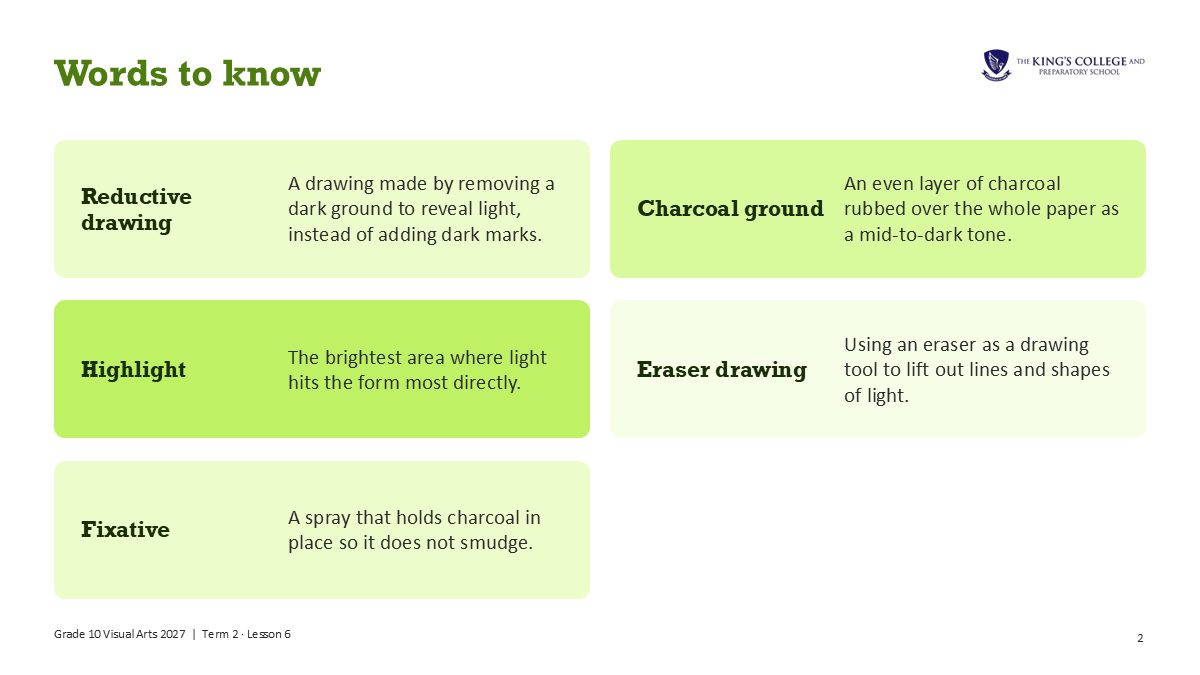 Words to know
THE KING'S COLLEGE AND
PREPARATORY SCHOOL
Reductive
drawing
A drawing made by removing a
dark ground to reveal light,
instead of adding dark marks.
Charcoal ground
An even layer of charcoal
rubbed over the whole paper as
a mid-to-dark tone.
Highlight
The brightest area where light
hits the form most directly.
Eraser drawing
Using an eraser as a drawing
tool to lift out lines and shapes
of light.
Fixative
A spray that holds charcoal in
place so it does not smudge.
Grade 10 Visual Arts 2027 | Term 2 · Lesson 6
2